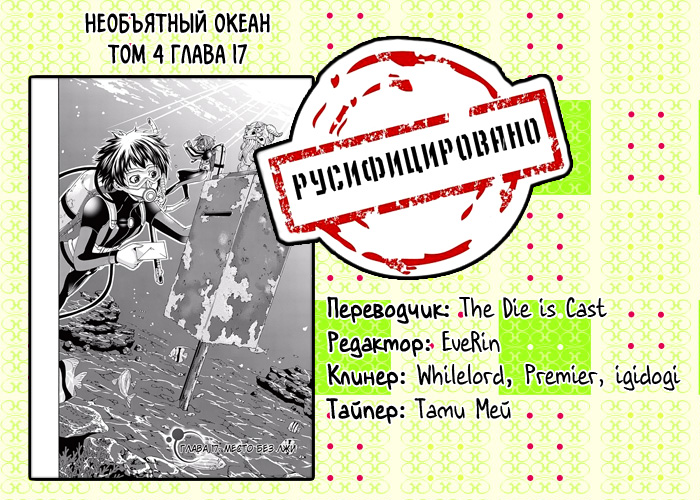 НЕОБЪЯТНЫЙ ОКЕАН
ТОМ 4 ГЛАВА 17
РУСИФИЦИРОВАНО
Переводчик: The Die is Cast
Редактор: EveRin
Клинер: Whilelord, Premier, igidogi
Тайпер: Тами Мей
ГЛАВА 17: МЕСТО БЕЗ ЛЖИ